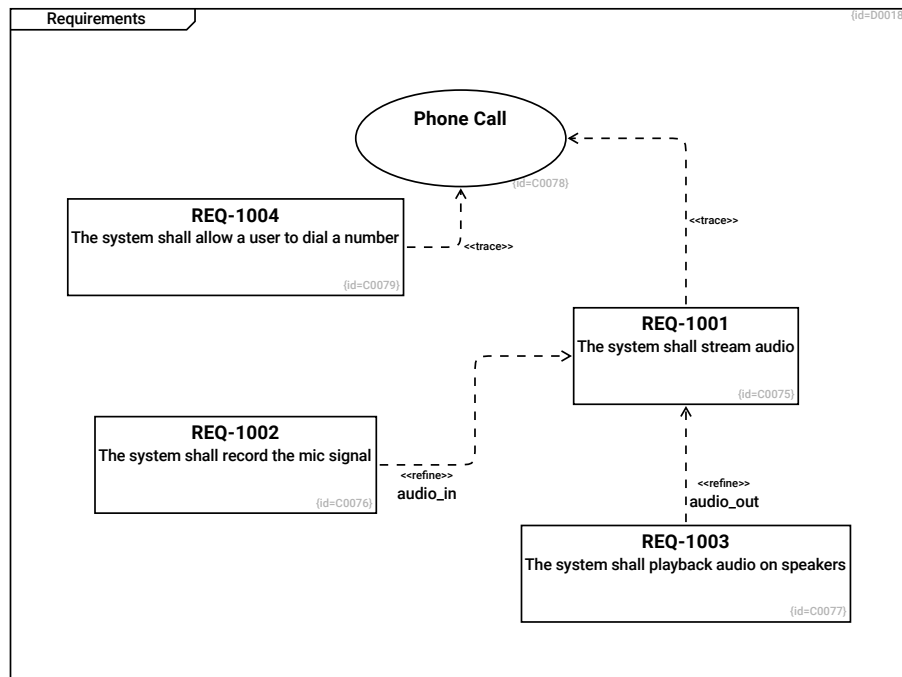 Requirements
{id=D0018
Phone Call
{id=C0078}
REQ-1004
The system shall allow a user to dial a number
{id=C0079}
<<trace>>
<<trace>>
REQ-1001
The system shall stream audio
{id=C0075}
REQ-1002
The system shall record the mic signal
{id=C0076}
<<refine>>
audio_in
<<refine>>
audio_out
REQ-1003
The system shall playback audio on speakers
{id=C0077}